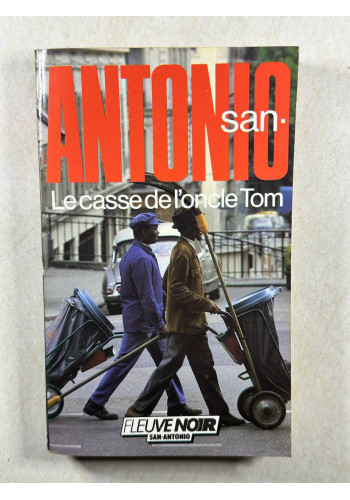 SAN-
ANTONIO
Le casse de l'oncle Tom
FLEUVE NOIR
SAN-ANTONIO